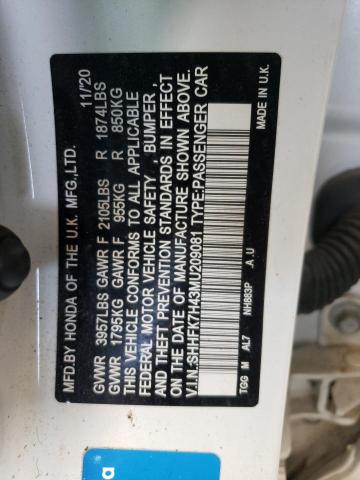 MFD.BY HONDA OF THE U.K. MFG.,LTD. 11/'20
GVWR 3957LBS GAWR F 2105LBS R 1874LBS
GVWR 1795KG GAWR F 955KG R 850KG
THIS VEHICLE CONFORMS TO ALL APPLICABLE
FEDERAL MOTOR VEHICLE SAFETY , BUMPER ,
AND THEFT PREVENTION STANDARDS IN EFFECT
ON THE DATE OF MANUFACTURE SHOWN ABOVE.
V.I.N.SHHFK7H43MU209081 TYPE:PASSENGER CAR
TGG M AL7 NH883P .A .U MADE IN U.K.
a